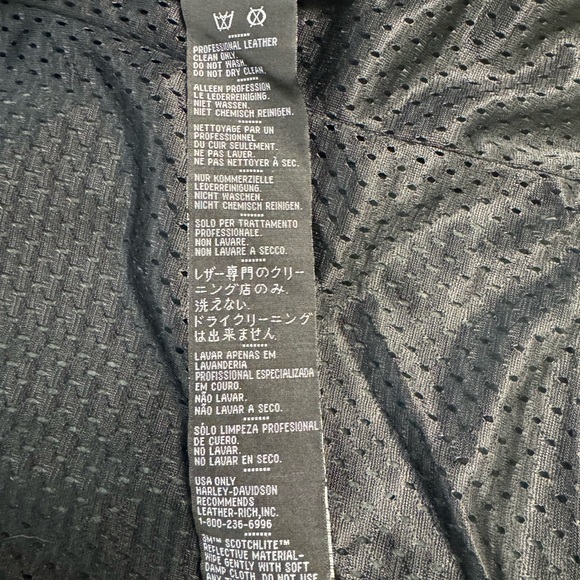 PROFESSIONAL LEATHER
CLEAN ONLY.
DO NOT WASH.
DO NOT DRY CLEAN.
ALLEEN PROFESSION
LE LEDERREINIGING.
NIET WASSEN.
NIET CHEMISCH REINIGEN.
NETTOYAGE PAR UN
PROFESSIONNEL
DU CUIR SEULEMENT.
NE PAS LAVER.
NE PAS NETTOYER À SEC.
NUR KOMMERZIELLE
LEDERREINIGUNG.
NICHT WASCHEN.
NICHT CHEMISCH REINIGEN.
SOLO PER TRATTAMENTO
PROFESSIONALE.
NON LAVARE.
NON LAVARE A SECCO.
レザー専門のクリー
ニング店のみ.
洗えない.
ドライクリーニング
は出来ません.
LAVAR APENAS EM
LAVANDERIA
PROFISSIONAL ESPECIALIZADA
EM COURO.
NÃO LAVAR.
NÃO LAVAR A SECO.
SÓLO LIMPEZA PROFESIONAL
DE CUERO.
NO LAVAR.
NO LAVAR EN SECO.
USA ONLY
HARLEY-DAVIDSON
RECOMMENDS
LEATHER-RICH,INC.
1-800-236-6996
3M™ SCOTCHLITE™
REFLECTIVE MATERIAL-
WIPE GENTLY WITH SOFT
DAMP CLOTH. DO NOT USE